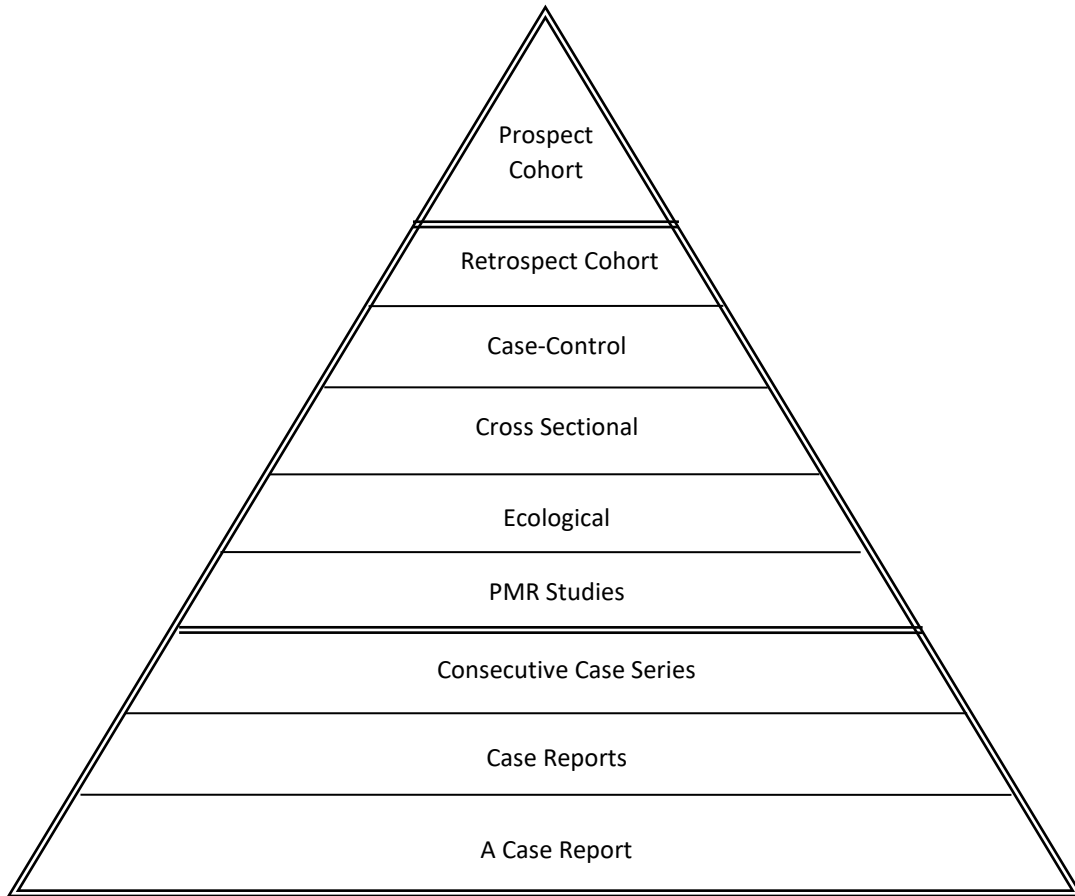 Prospect
Cohort
Retrospect Cohort
Case-Control
Cross Sectional
Ecological
PMR Studies
Consecutive Case Series
Case Reports
A Case Report